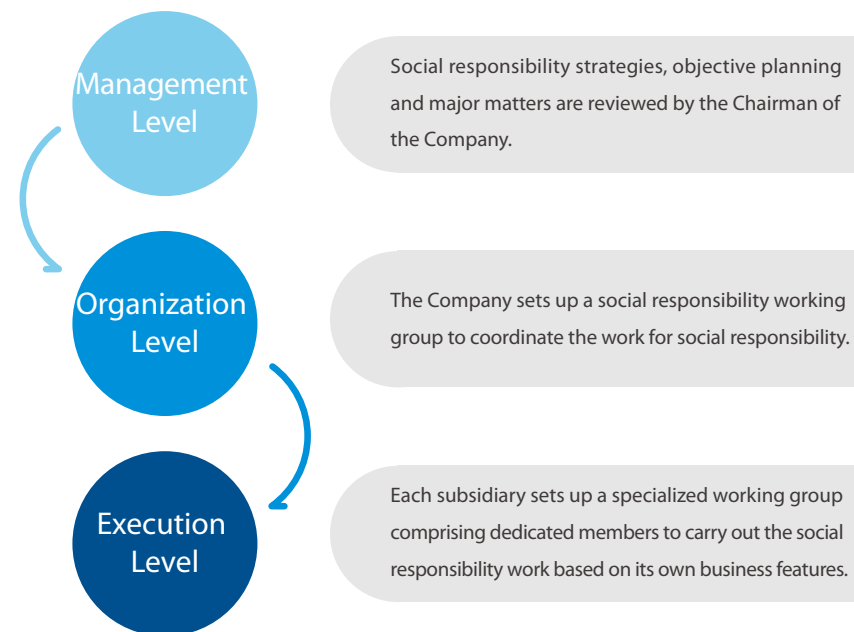 Management
Level
Social responsibility strategies, objective planning
and major matters are reviewed by the Chairman of
the Company.
Organization
Level
The Company sets up a social responsibility working
group to coordinate the work for social responsibility.
Execution
Level
Each subsidiary sets up a specialized working group
comprising dedicated members to carry out the social
responsibility work based on its own business features.